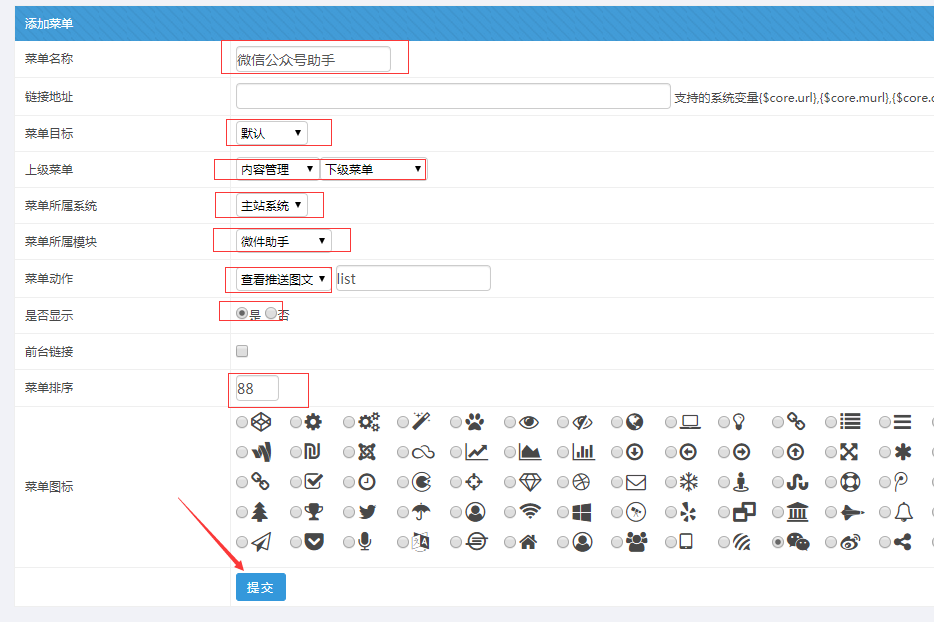 添加菜单
菜单名称 微信公众号助手
链接地址 支持的系统变量{$core.url},{$core.murl},{$core.
菜单目标 默认
上级菜单 内容管理 下级菜单
菜单所属系统 主站系统
菜单所属模块 微件助手
菜单动作 查看推送图文 list
是否显示 是 否
前台链接
菜单排序 88
菜单图标
提交